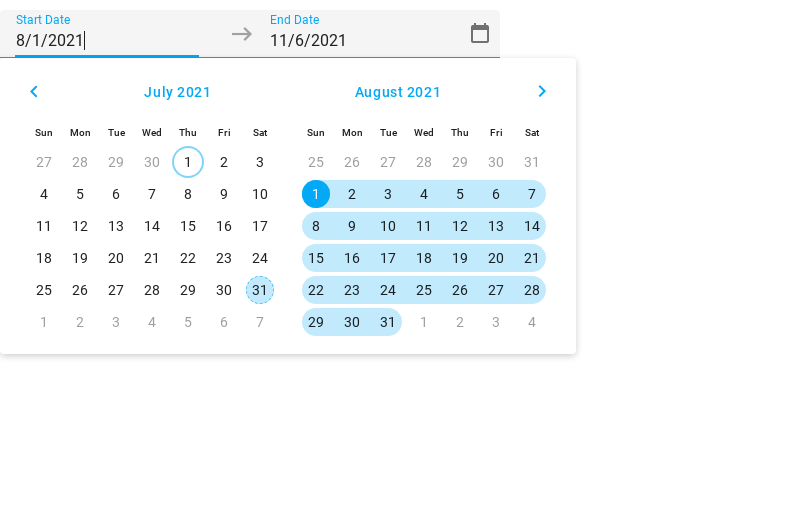 Start Date End Date
8/1/2021 11/6/2021
July 2021 August 2021
Sun Mon Tue Wed Thu Fri Sat Sun Mon Tue Wed Thu Fri Sat
27 28 29 30 1 2 3 25 26 27 28 29 30 31
4 5 6 7 8 9 10 1 2 3 4 5 6 7
11 12 13 14 15 16 17 8 9 10 11 12 13 14
18 19 20 21 22 23 24 15 16 17 18 19 20 21
25 26 27 28 29 30 31 22 23 24 25 26 27 28
1 2 3 4 5 6 7 29 30 31 1 2 3 4